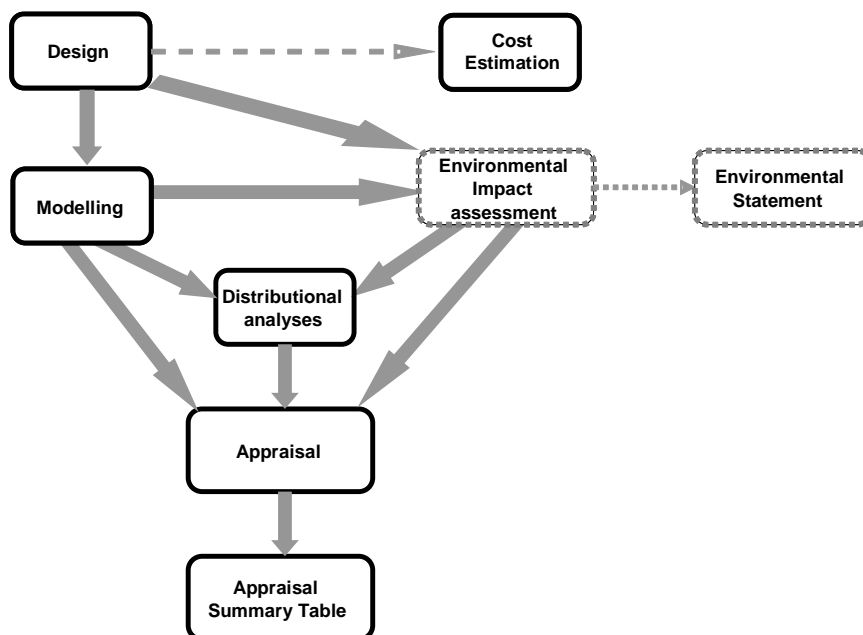 Design
Cost
Estimation
Modelling
Environmental
Impact
assessment
Environmental
Statement
Distributional
analyses
Appraisal
Appraisal
Summary Table